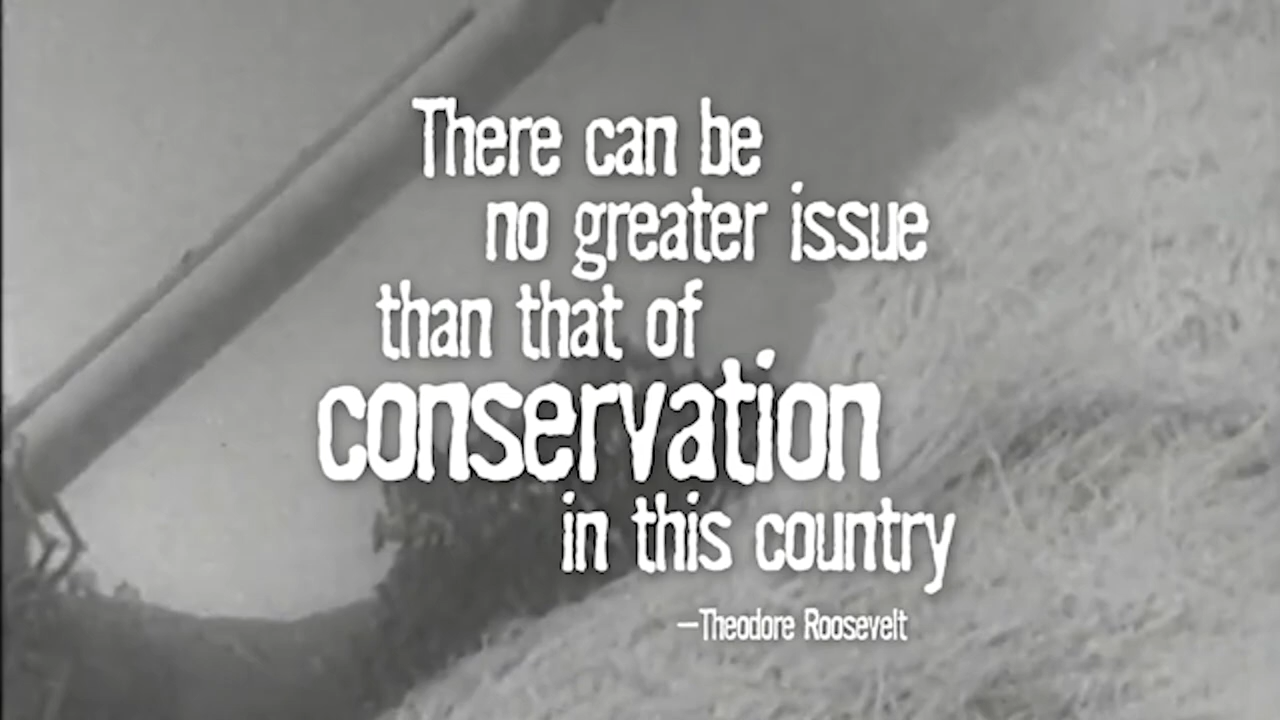 There can be
no greater issue
than that of
conservation
in this country
—Theodore Roosevelt